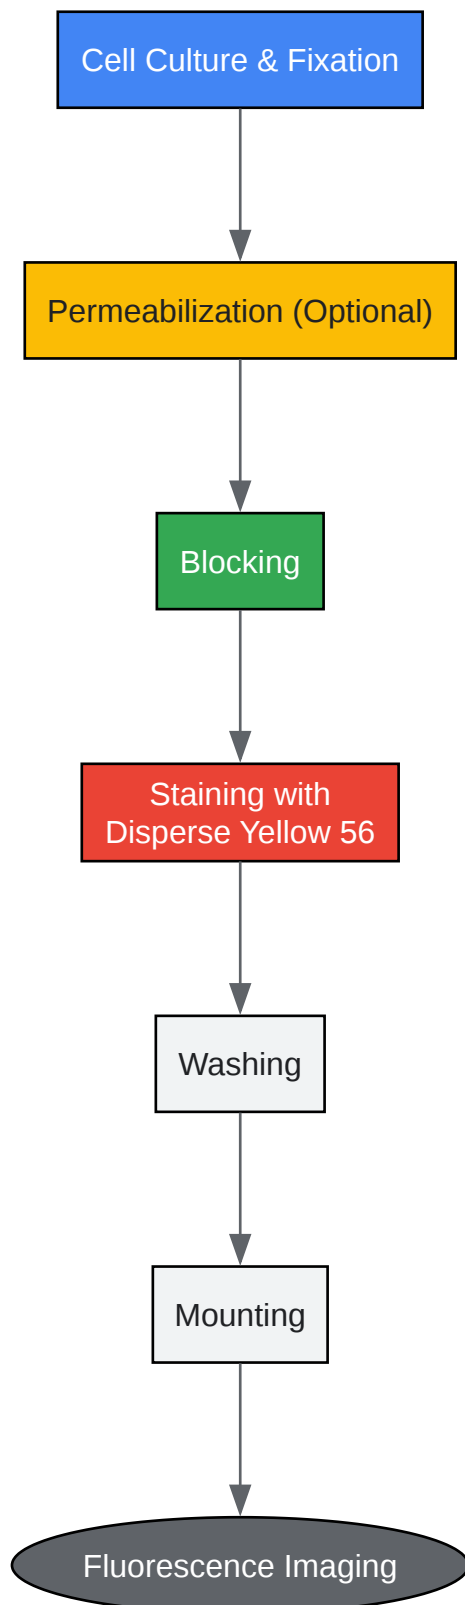 Cell Culture & Fixation
Permeabilization (Optional)
Blocking
Staining with
Disperse Yellow 56
Washing
Mounting
Fluorescence Imaging